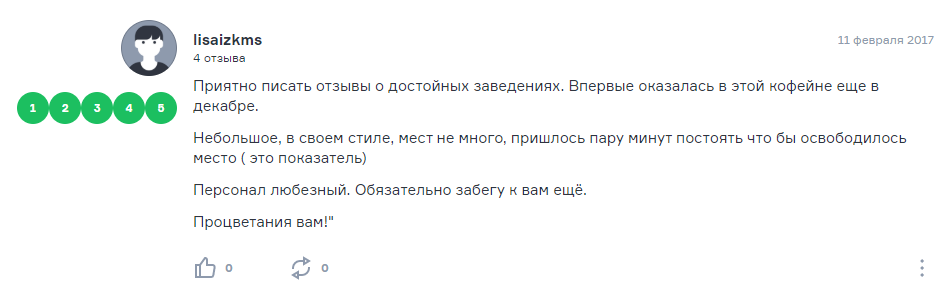 lisaizkms
11 февраля 2017
4 отзыва
1 2 3 4 5
Приятно писать отзывы о достойных заведениях. Впервые оказалась в этой кофейне еще в
декабре.
Небольшое, в своем стиле, мест не много, пришлось пару минут постоять что бы освободилось
место ( это показатель)
Персонал любезный. Обязательно забегу к вам ещё.
Процветания вам!"
0 0